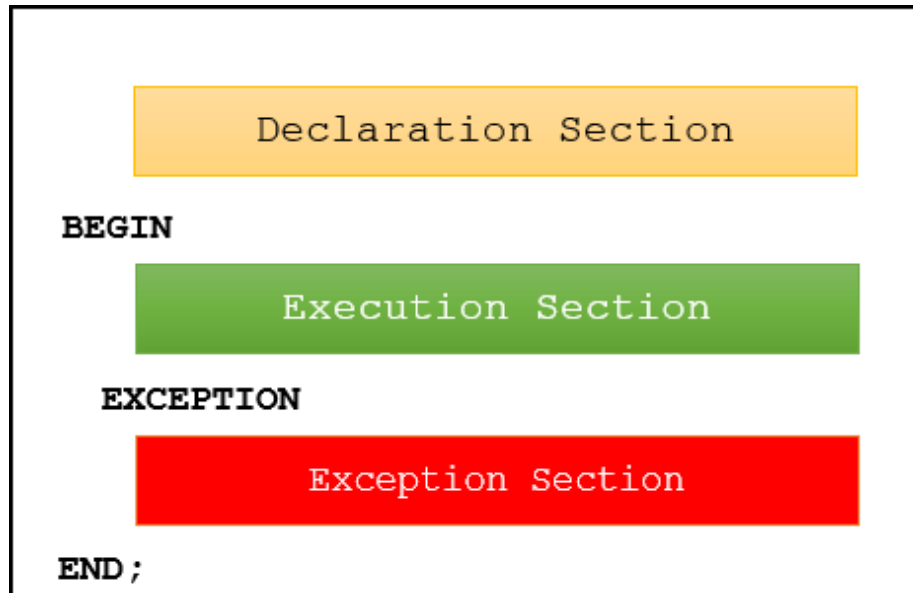 Declaration Section
BEGIN
Execution Section
EXCEPTION
Exception Section
END;